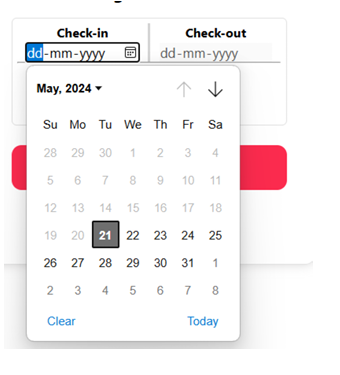 Check-in Check-out
dd-mm-yyyy dd-mm-yyyy
May, 2024
Su Mo Tu We Th Fr Sa
28 29 30 1 2 3 4
5 6 7 8 9 10 11
12 13 14 15 16 17 18
19 20 21 22 23 24 25
26 27 28 29 30 31 1
2 3 4 5 6 7 8
Clear Today